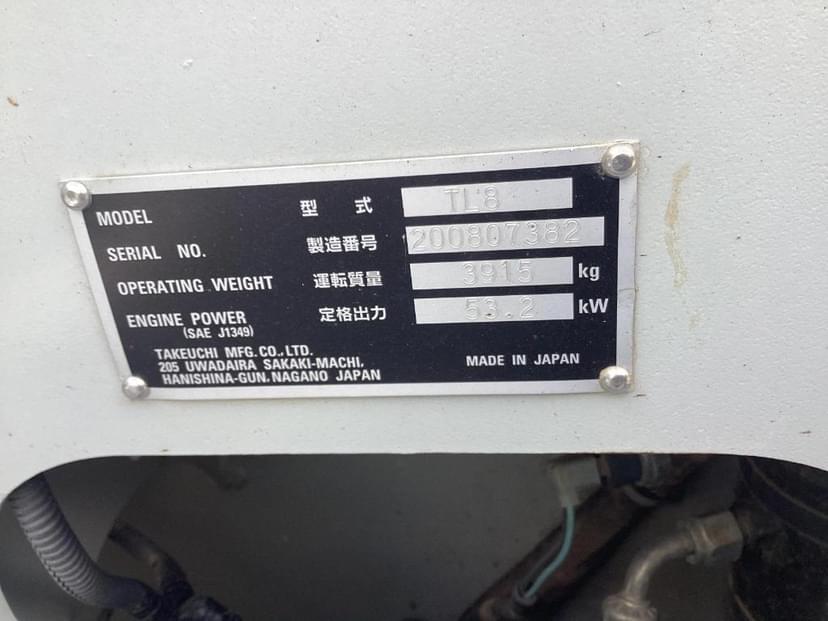 MODEL 型 式 TL8
SERIAL NO. 製造番号 200807382
OPERATING WEIGHT 運転質量 3915 kg
ENGINE POWER 定格出力 53.2 kW
(SAE J1349)
TAKEUCHI MFG.CO.,LTD.
205 UWADAIRA SAKAKI-MACHI,
HANISHINA-GUN.NAGANO JAPAN
MADE IN JAPAN